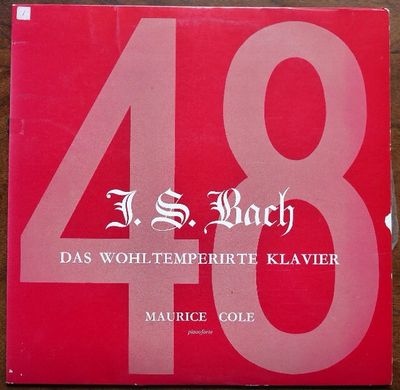 48
J. S. Bach
DAS WOHLTEMPERIRTE KLAVIER
MAURICE COLE
pianoforte